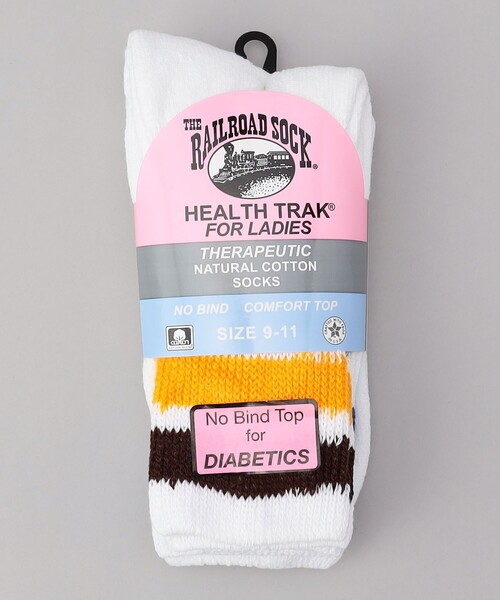 THE
RAILROAD SOCK®
HEALTH TRAK®
FOR LADIES
THERAPEUTIC
NATURAL COTTON
SOCKS
NO BIND COMFORT TOP
SIZE 9-11
cotton
No Bind Top
for
DIABETICS